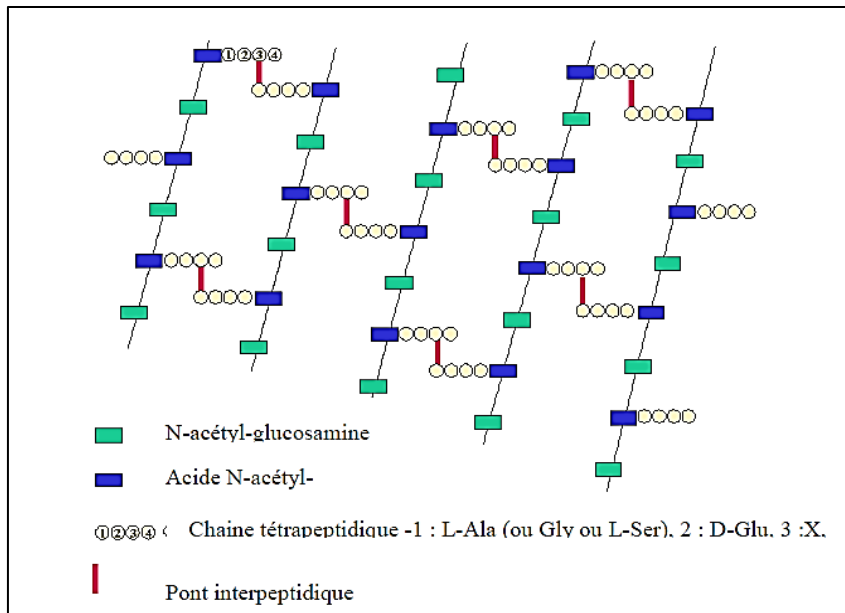 ①②③④
N-acétyl-glucosamine
Acide N-acétyl-
①②③④ Chaine tétrapeptidique -1 : L-Ala (ou Gly ou L-Ser), 2 : D-Glu, 3 :X,
Pont interpeptidique